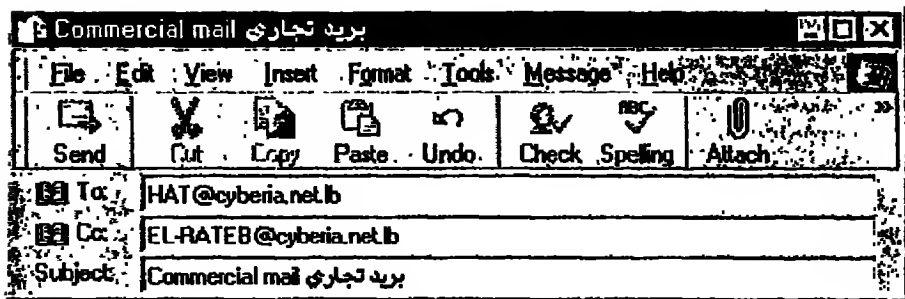 Commercial mail بريد تجاري
File Edit View Insert Format Tools Message Help
Send Cut Copy Paste Undo Check ABC Spelling Attach »
To: HAT@cyberia.net.lb
Cc: EL-RATEB@cyberia.net.lb
Subject: Commercial mail بريد تجاري